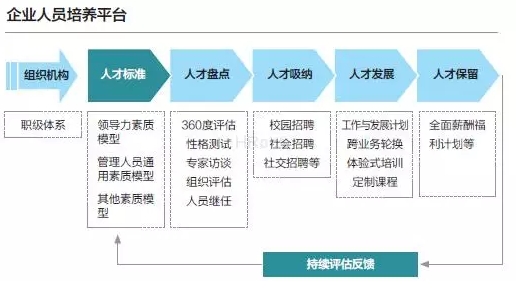 企业人员培养平台
组织机构
人才标准
人才盘点
人才吸纳
人才发展
人才保留
职级体系
领导力素质
模型
管理人员通
用素质模型
其他素质模型
360度评估
性格测试
专家访谈
组织评估
人员继任
校园招聘
社会招聘
社交招聘等
工作与发展计划
跨业务轮换
体验式培训
定制课程
全面薪酬福
利计划等
持续评估反馈